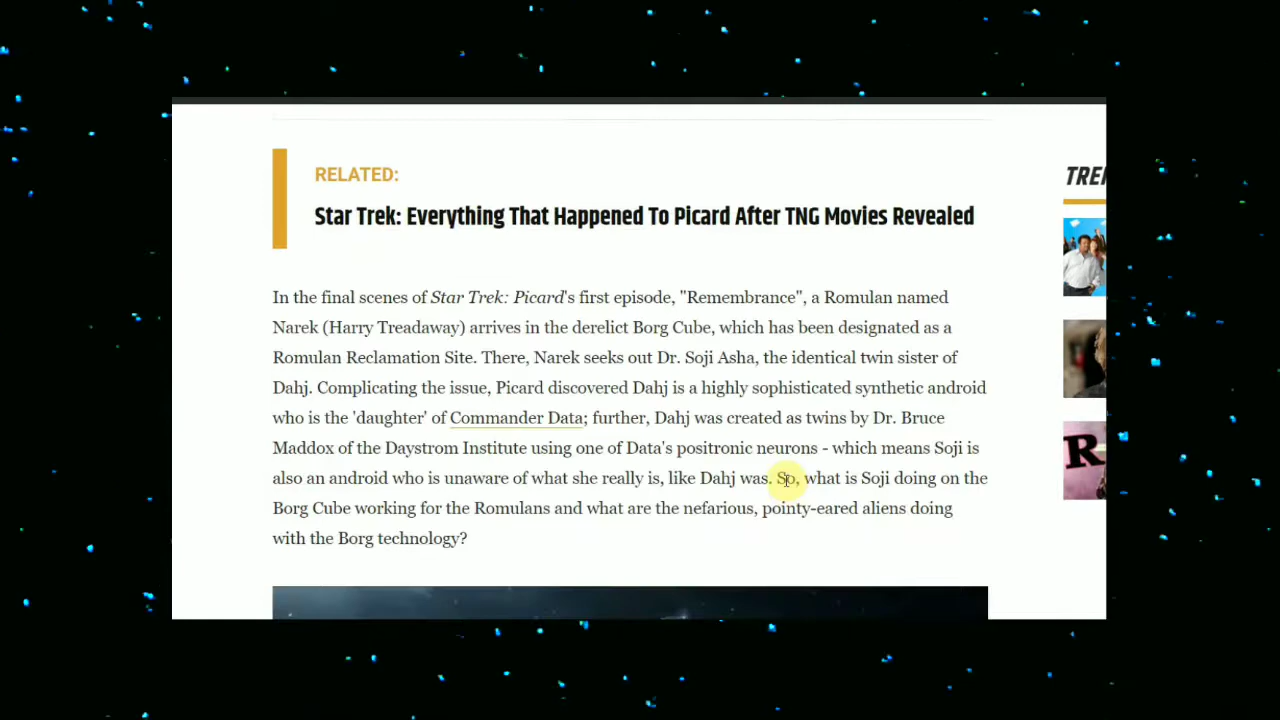 RELATED:
TREN
Star Trek: Everything That Happened To Picard After TNG Movies Revealed
In the final scenes of Star Trek: Picard's first episode, "Remembrance", a Romulan named
Narek (Harry Treadaway) arrives in the derelict Borg Cube, which has been designated as a
Romulan Reclamation Site. There, Narek seeks out Dr. Soji Asha, the identical twin sister of
Dahj. Complicating the issue, Picard discovered Dahj is a highly sophisticated synthetic android
who is the 'daughter' of Commander Data; further, Dahj was created as twins by Dr. Bruce
Maddox of the Daystrom Institute using one of Data's positronic neurons - which means Soji is
also an android who is unaware of what she really is, like Dahj was. So, what is Soji doing on the
Borg Cube working for the Romulans and what are the nefarious, pointy-eared aliens doing
with the Borg technology?
R